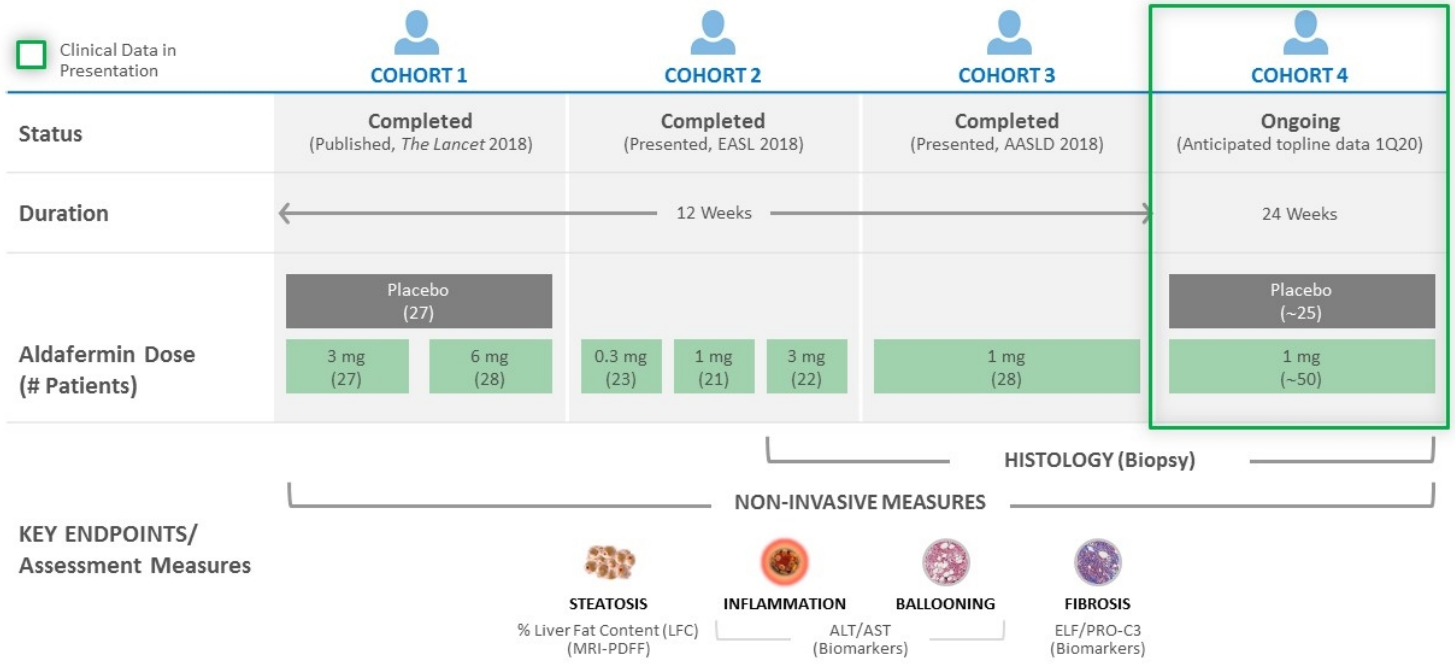 Clinical Data in
Presentation
COHORT 1
COHORT 2
COHORT 3
COHORT 4
Status
Completed
(Published, The Lancet 2018)
Completed
(Presented, EASL 2018)
Completed
(Presented, AASLD 2018)
Ongoing
(Anticipated topline data 1Q20)
Duration
12 Weeks
24 Weeks
Aldafermin Dose
(# Patients)
Placebo
(27)
3 mg
(27)
6 mg
(28)
0.3 mg
(23)
1 mg
(21)
3 mg
(22)
1 mg
(28)
Placebo
(~25)
1 mg
(~50)
HISTOLOGY (Biopsy)
NON-INVASIVE MEASURES
KEY ENDPOINTS/
Assessment Measures
STEATOSIS
% Liver Fat Content (LFC)
(MRI-PDFF)
INFLAMMATION
BALLOONING
ALT/AST
(Biomarkers)
FIBROSIS
ELF/PRO-C3
(Biomarkers)